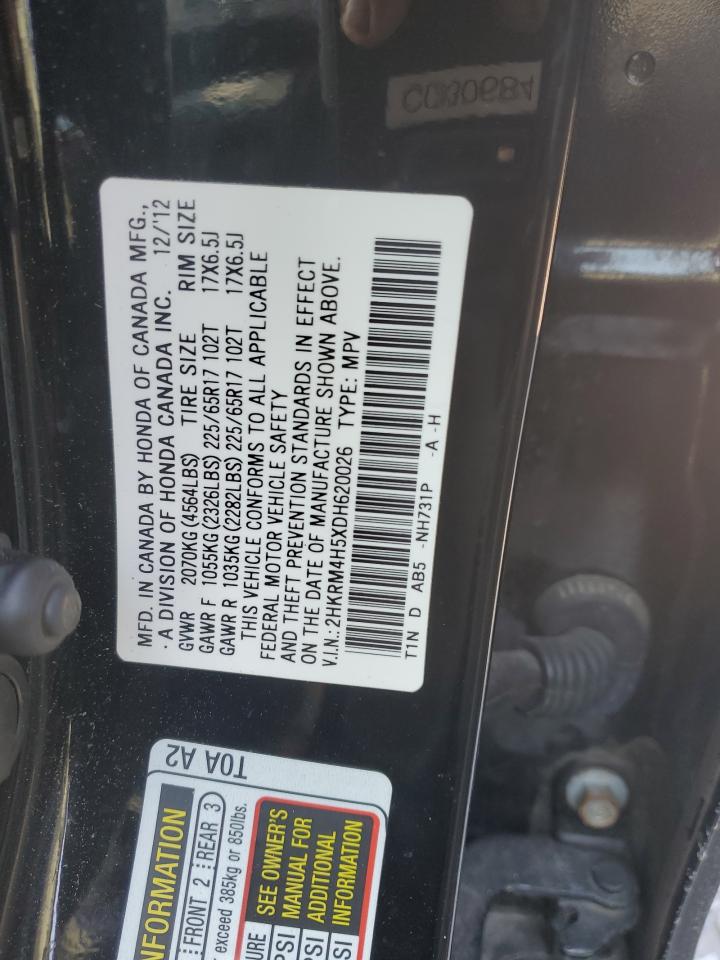 MFD. IN CANADA BY HONDA OF CANADA MFG.,
A DIVISION OF HONDA CANADA INC. 12/'12
GVWR 2070KG(4564LBS) TIRE SIZE RIM SIZE
GAWR F 1055KG(2326LBS) 225/65R17 102T 17X6.5J
GAWR R 1035KG(2282LBS) 225/65R17 102T 17X6.5J
THIS VEHICLE CONFORMS TO ALL APPLICABLE
FEDERAL MOTOR VEHICLE SAFETY
AND THEFT PREVENTION STANDARDS IN EFFECT
ON THE DATE OF MANUFACTURE SHOWN ABOVE.
V.I.N.:2HKRM4H5XDH620026 TYPE: MPV
T1N D AB5 -NH731P -A -H
T0A A2
FRONT 2 REAR 3
exceed 385kg or 850lbs.
SEE OWNER'S
MANUAL FOR
ADDITIONAL
INFORMATION
PSI